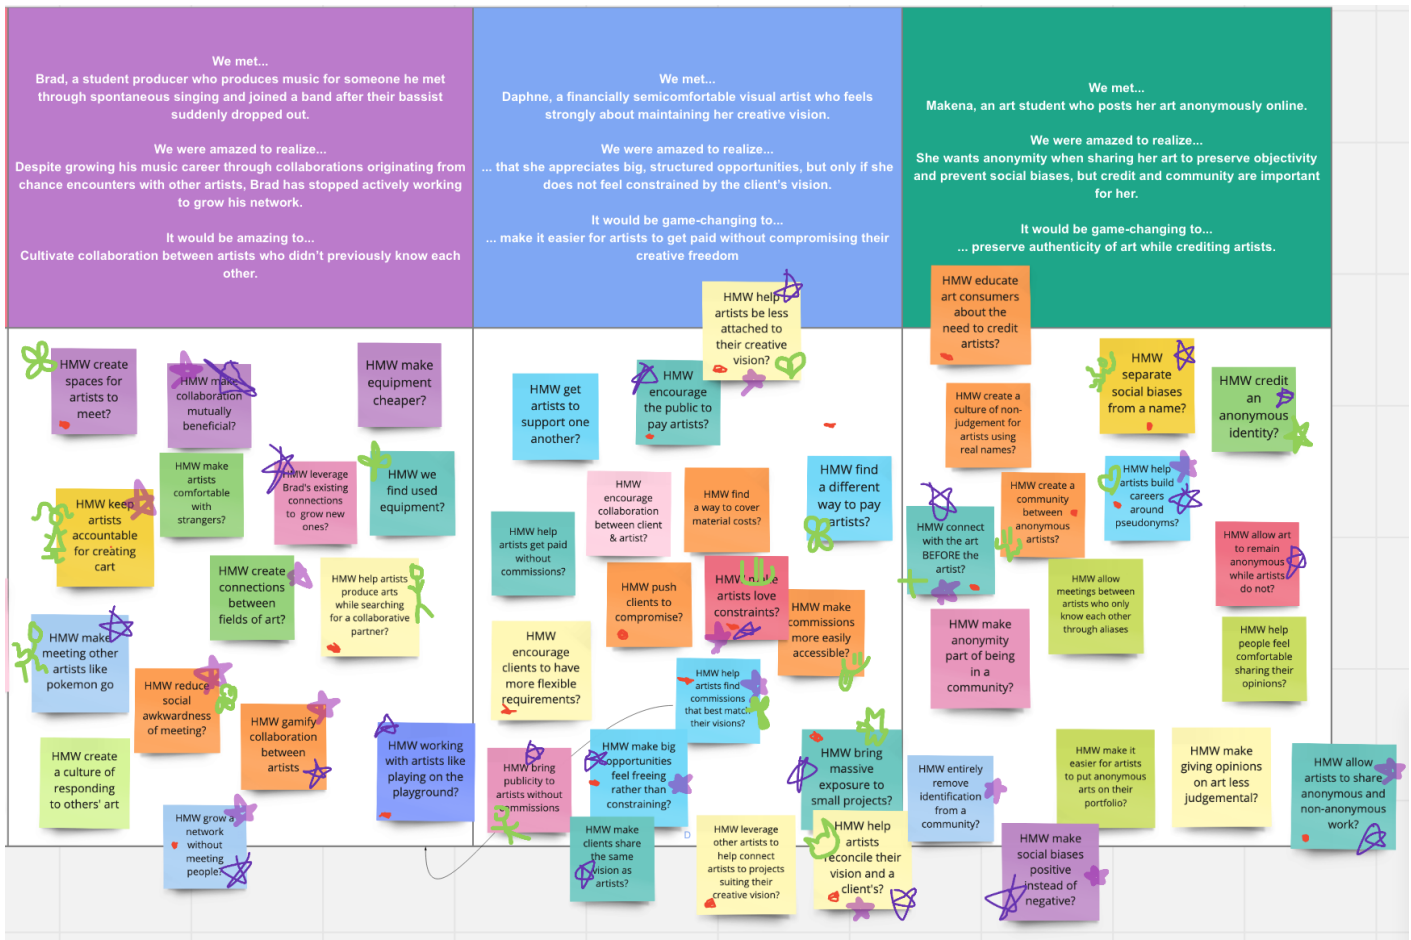 We met...
Brad, a student producer who produces music for someone he met
through spontaneous singing and joined a band after their bassist
suddenly dropped out.
We were amazed to realize...
Despite growing his music career through collaborations originating from
chance encounters with other artists, Brad has stopped actively working
to grow his network.
It would be amazing to...
Cultivate collaboration between artists who didn't previously know each
other.
We met...
Daphne, a financially semicomfortable visual artist who feels
strongly about maintaining her creative vision.
We were amazed to realize...
... that she appreciates big, structured opportunities, but only if she
does not feel constrained by the client's vision.
It would be game-changing to...
... make it easier for artists to get paid without compromising their
creative freedom
We met...
Makena, an art student who posts her art anonymously online.
We were amazed to realize...
She wants anonymity when sharing her art to preserve objectivity
and prevent social biases, but credit and community are important
for her.
It would be game-changing to...
... preserve authenticity of art while crediting artists.
HMW create
spaces for
artists to
meet?
HMW make
collaboration
mutually
beneficial?
HMW make
equipment
cheaper?
HMW make
artists
comfortable
with
strangers?
HMW leverage
Brad's existing
connections
to grow new
ones?
HMW we
find used
equipment?
HMW keep
artists
accountable
for creating
cart
HMW create
connections
between
fields of art?
HMW help artists
produce arts
while searching
for a collaborative
partner?
HMW make
meeting other
artists like
pokemon go
HMW reduce
social
awkwardness
of meeting?
HMW gamify
collaboration
between
artists
HMW working
with artists like
playing on the
playground?
HMW create
a culture of
responding
to others' art
HMW grow a
network
without
meeting
people?
HMW help
artists be less
attached to
their creative
vision?
HMW get
artists to
support one
another?
HMW
encourage
the public to
pay artists?
HMW
encourage
collaboration
between client
& artist?
HMW find
a way to cover
material costs?
HMW find
a different
way to pay
artists?
HMW help
artists get paid
without
commissions?
HMW push
clients to
compromise?
HMW make
artists love
constraints?
HMW make
commissions
more easily
accessible?
HMW
encourage
clients to have
more flexible
requirements?
HMW help
artists find
commissions
that best match
their visions?
HMW bring
publicity to
artists without
commissions
HMW make big
opportunities
feel freeing
rather than
constraining?
HMW bring
massive
exposure to
small projects?
HMW make
clients share
the same
vision as
artists?
D
HMW leverage
other artists to
help connect
artists to projects
suiting their
creative vision?
HMW help
artists
reconcile their
vision and a
client's?
HMW educate
art consumers
about the
need to credit
artists?
HMW
separate
social biases
from a name?
HMW credit
an
anonymous
identity?
HMW create a
culture of non-
judgement for
artists using
real names?
HMW create a
community
between
anonymous
artists?
HMW help
artists build
careers
around
pseudonyms?
HMW connect
with the art
BEFORE the
artist?
HMW allow art
to remain
anonymous
while artists
do not?
HMW allow
meetings between
artists who only
know each other
through aliases
HMW make
anonymity
part of being
in a
community?
HMW help
people feel
comfortable
sharing their
opinions?
HMW entirely
remove
identification
from a
community?
HMW make it
easier for artists
to put anonymous
arts on their
portfolio?
HMW make
giving opinions
on art less
judgemental?
HMW allow
artists to share
anonymous and
non-anonymous
work?
HMW make
social biases
positive
instead of
negative?